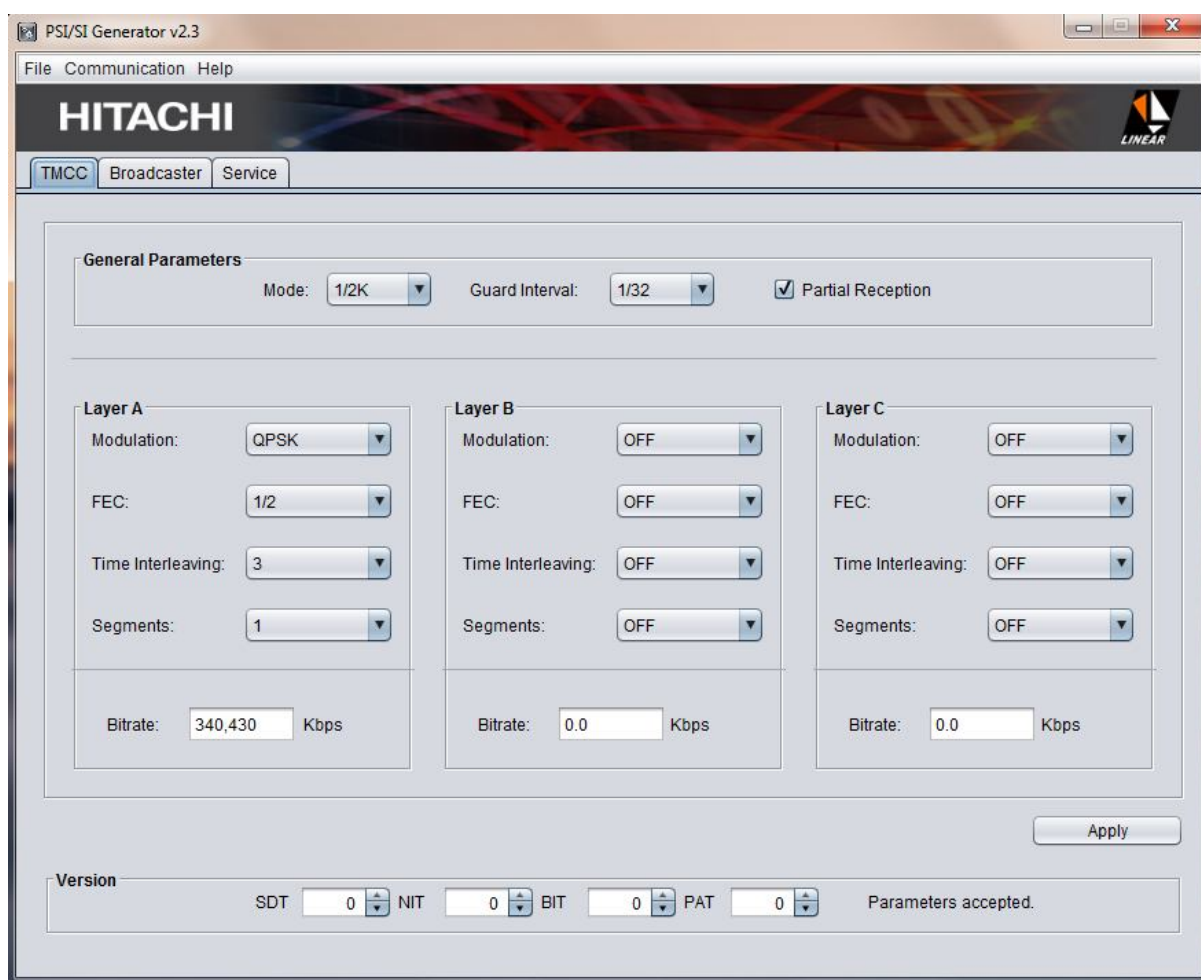 PSI/SI Generator v2.3
File Communication Help
HITACHI
LINEAR
TMCC Broadcaster Service
General Parameters
Mode: 1/2K Guard Interval: 1/32 Partial Reception
Layer A Layer B Layer C
Modulation: QPSK Modulation: OFF Modulation: OFF
FEC: 1/2 FEC: OFF FEC: OFF
Time Interleaving: 3 Time Interleaving: OFF Time Interleaving: OFF
Segments: 1 Segments: OFF Segments: OFF
Bitrate: 340,430 Kbps Bitrate: 0.0 Kbps Bitrate: 0.0 Kbps
Apply
Version
SDT 0 NIT 0 BIT 0 PAT 0 Parameters accepted.